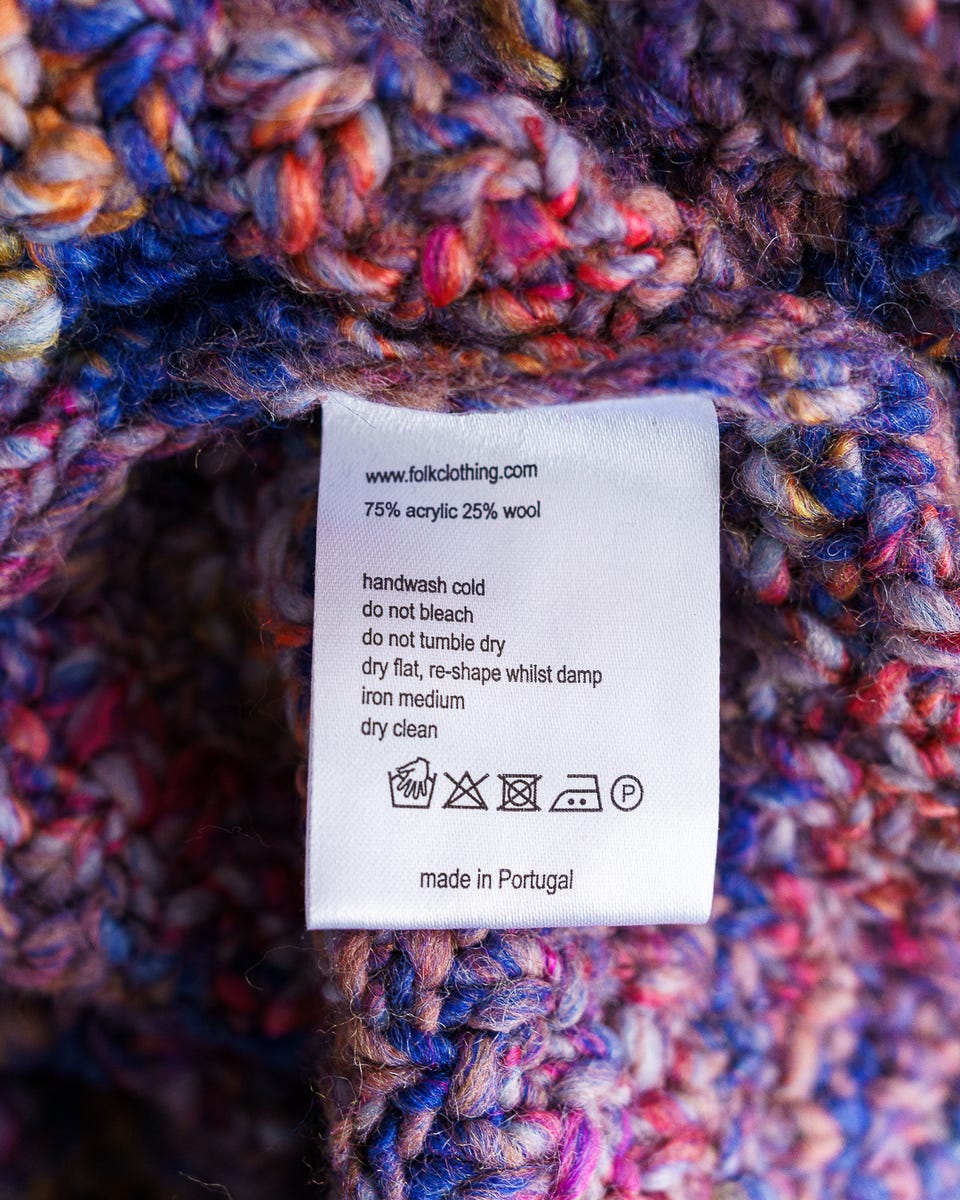 www.folkclothing.com
75% acrylic 25% wool
handwash cold
do not bleach
do not tumble dry
dry flat, re-shape whilst damp
iron medium
dry clean
P
made in Portugal